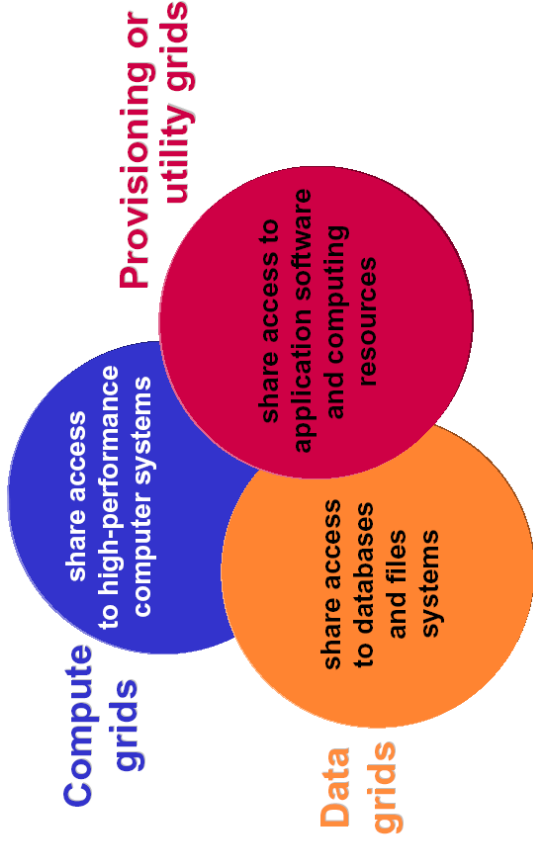 Compute
grids
share access
to high-performance
computer systems
Provisioning or
utility grids
share access to
application software
and computing
resources
Data
grids
share access
to databases
and files
systems